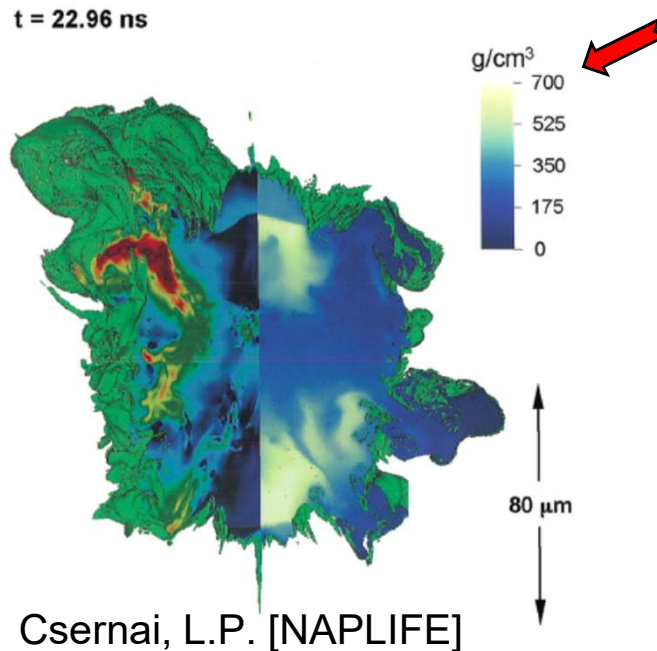 t = 22.96 ns
g/cm³
700
525
350
175
0
80 μm
Csernai, L.P. [NAPLIFE]